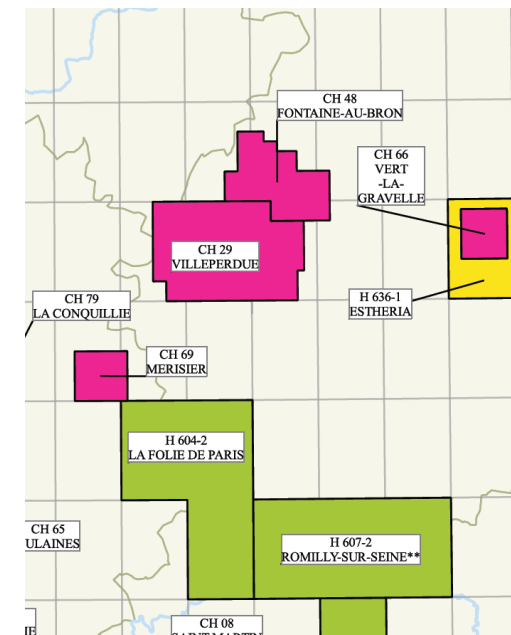 CH 48
FONTAINE-AU-BRON
CH 66
VERT
-LA-
GRAVELLE
CH 29
VILLEPERDUE
H 636-1
ESTHERIA
CH 79
LA CONQUILLIE
CH 69
MERISIER
H 604-2
LA FOLIE DE PARIS
CH 65
ULAINES
H 607-2
ROMILLY-SUR-SEINE**
CH 08
SAINT MARTIN